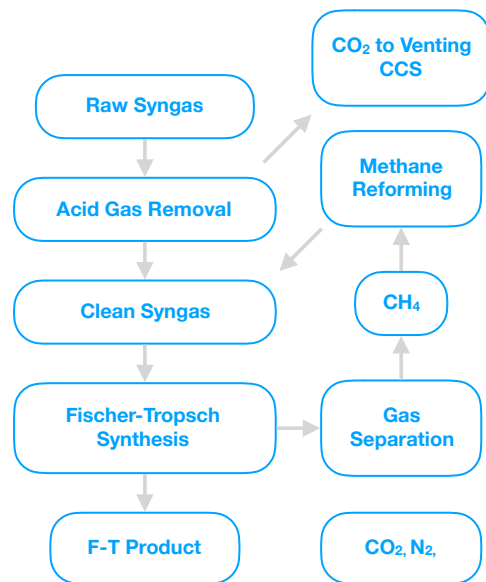 CO₂ to Venting
CCS
Raw Syngas
Methane
Reforming
Acid Gas Removal
CH₄
Clean Syngas
Fischer-Tropsch
Synthesis
Gas
Separation
F-T Product
CO₂, N₂,